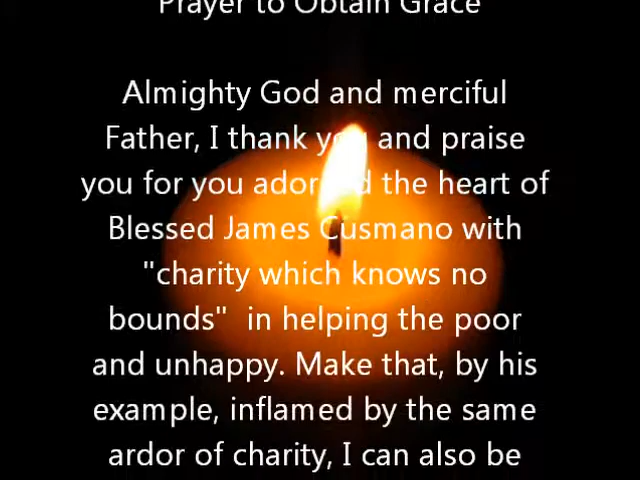 Prayer to Obtain Grace
Almighty God and merciful
Father, I thank you and praise
you for you adorned the heart of
Blessed James Cusmano with
"charity which knows no
bounds"  in helping the poor
and unhappy. Make that, by his
example, inflamed by the same
ardor of charity, I can also be